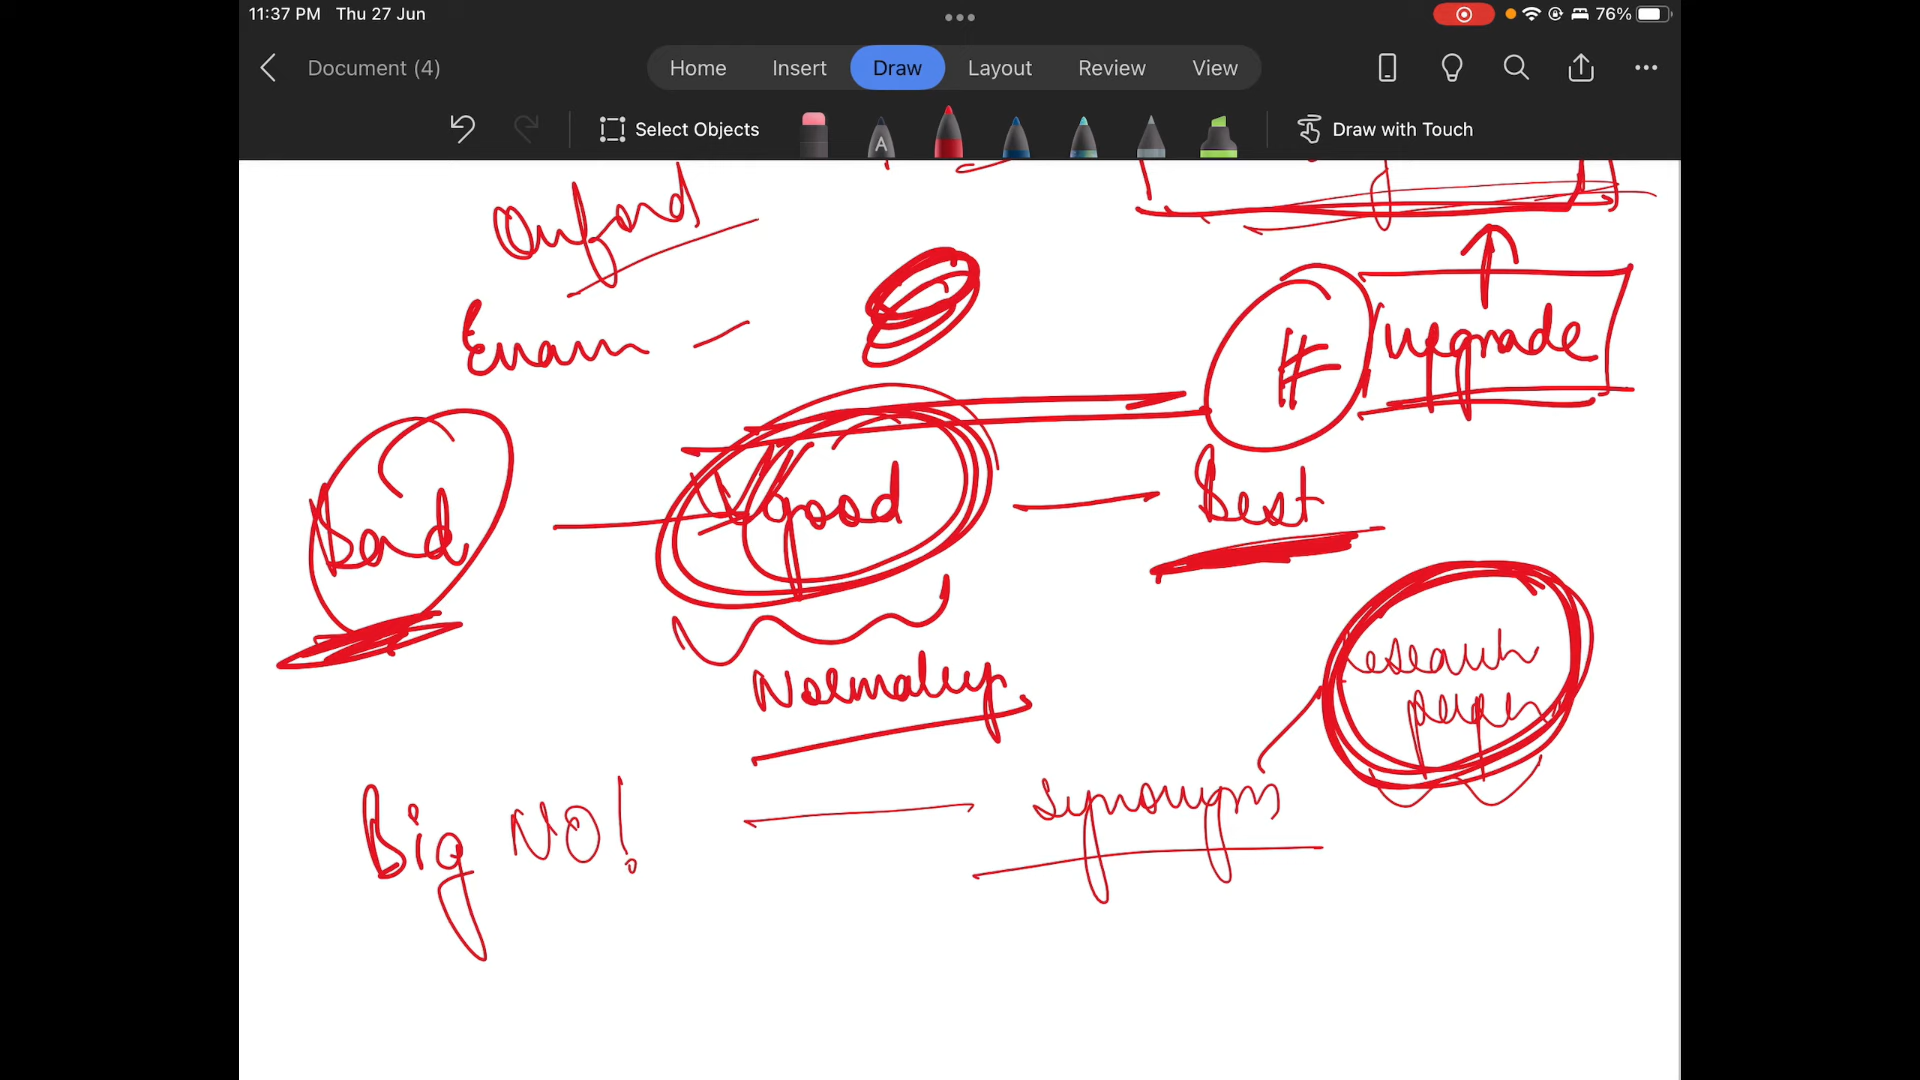 11:37 PM Thu 27 Jun
76%
Document (4)
Home Insert Draw Layout Review View
Select Objects
A
Draw with Touch
Oxford
Exam -
# upgrade
Bad
good
Best
Normally
research
paper
Big NO!
synonyms